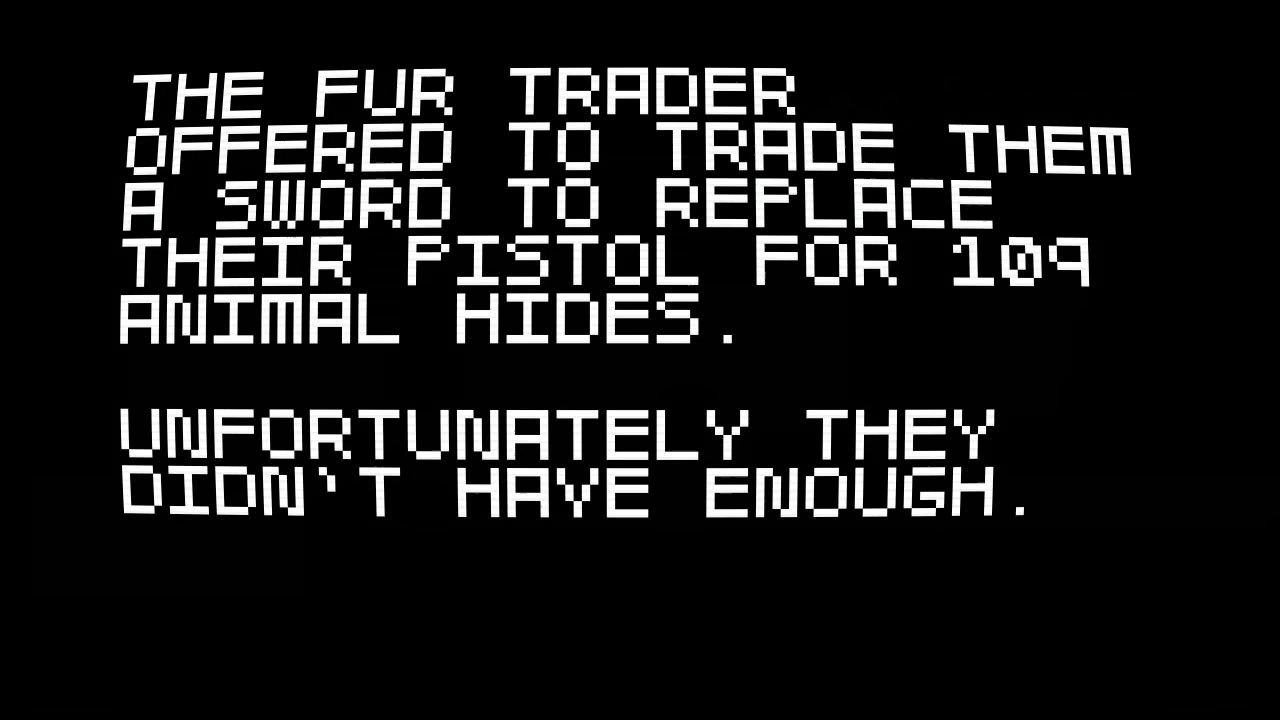 THE FUR TRADER
OFFERED TO TRADE THEM
A SWORD TO REPLACE
THEIR PISTOL FOR 109
ANIMAL HIDES.
UNFORTUNATELY THEY
DIDN'T HAVE ENOUGH.